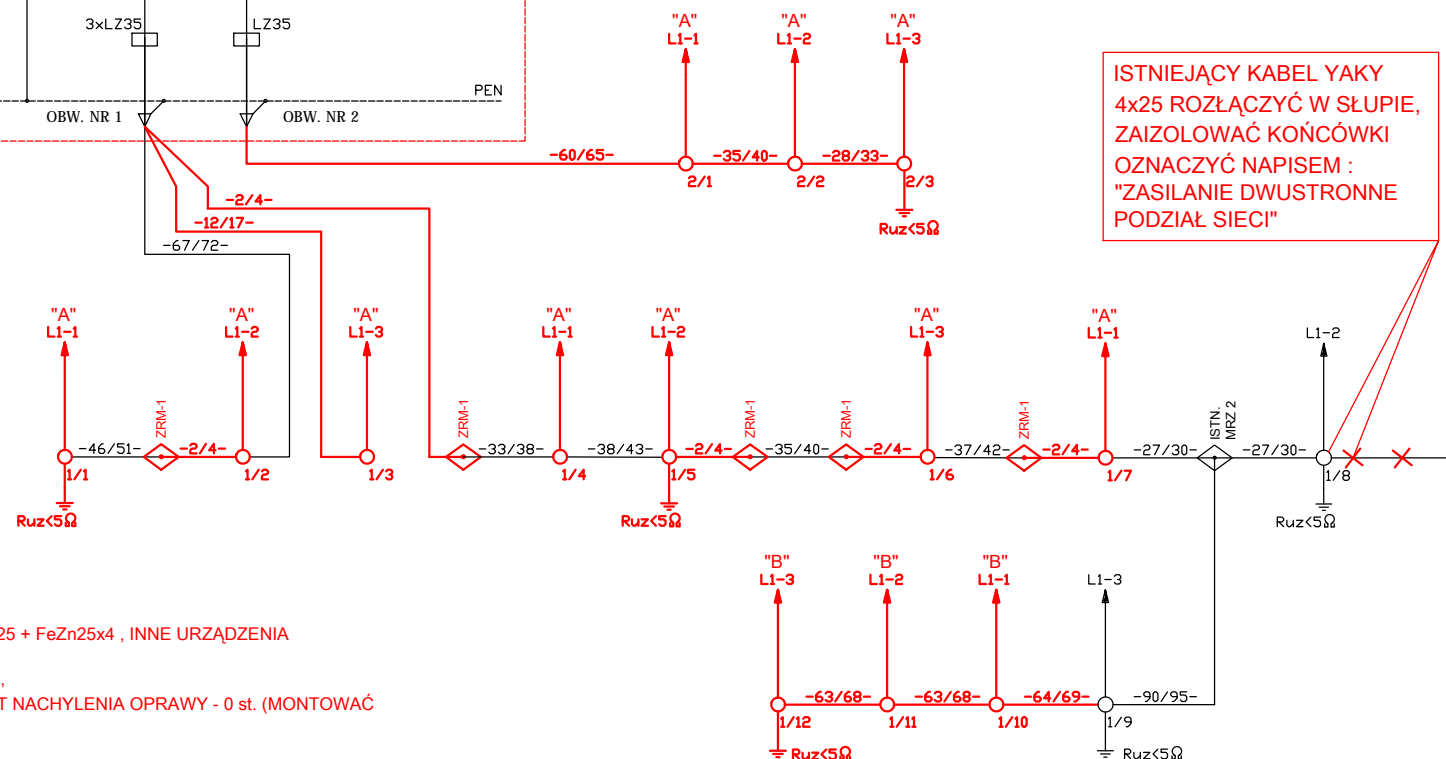 3xLZ35
LZ35
PEN
OBW. NR 1
OBW. NR 2
"A"
L1-1
"A"
L1-2
"A"
L1-3
-60/65-
-35/40-
-28/33-
2/1
2/2
2/3
Ruz<5Ω
ISTNIEJĄCY KABEL YAKY
4x25 ROZŁĄCZYĆ W SŁUPIE,
ZAIZOLOWAĆ KOŃCÓWKI
OZNACZYĆ NAPISEM :
"ZASILANIE DWUSTRONNE
PODZIAŁ SIECI"
-2/4-
-12/17-
-67/72-
"A"
L1-1
"A"
L1-2
"A"
L1-3
"A"
L1-1
"A"
L1-2
"A"
L1-3
"A"
L1-1
L1-2
-46/51-
ZRM-1
-2/4-
ZRM-1
-33/38-
-38/43-
-2/4-
ZRM-1
-35/40-
ZRM-1
-2/4-
-37/42-
ZRM-1
-2/4-
-27/30-
ISTN.
MRZ 2
-27/30-
1/1
1/2
1/3
1/4
1/5
1/6
1/7
1/8
Ruz<5Ω
Ruz<5Ω
Ruz<5Ω
"B"
L1-3
"B"
L1-2
"B"
L1-1
L1-3
-63/68-
-63/68-
-64/69-
-90/95-
1/12
1/11
1/10
1/9
Ruz<5Ω
Ruz<5Ω
25 + FeZn25x4 , INNE URZĄDZENIA
,
T NACHYLENIA OPRAWY - 0 st. (MONTOWAĆ